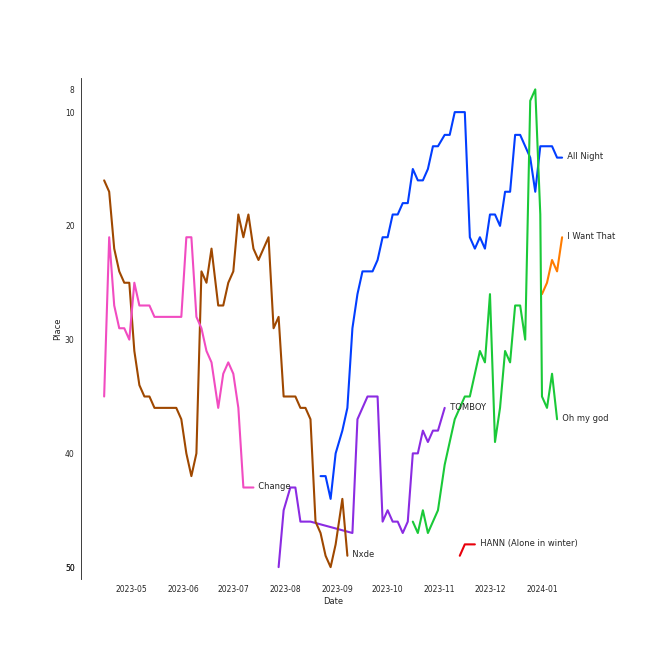 8
10
20
30
40
50
Place
All Night
I Want That
TOMBOY
Oh my god
Change
HANN (Alone in winter)
Nxde
2023-05 2023-06 2023-07 2023-08 2023-09 2023-10 2023-11 2023-12 2024-01
Date